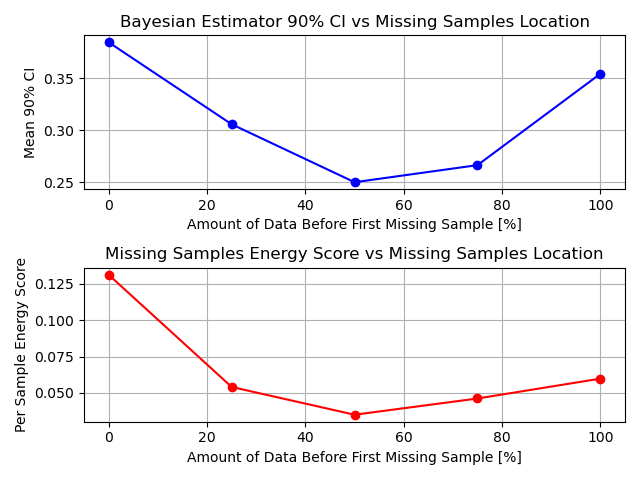 Bayesian Estimator 90% CI vs Missing Samples Location
Mean 90% CI
0.35
0.30
0.25
0 20 40 60 80 100
Amount of Data Before First Missing Sample [%]
Missing Samples Energy Score vs Missing Samples Location
Per Sample Energy Score
0.125
0.100
0.075
0.050
0 20 40 60 80 100
Amount of Data Before First Missing Sample [%]